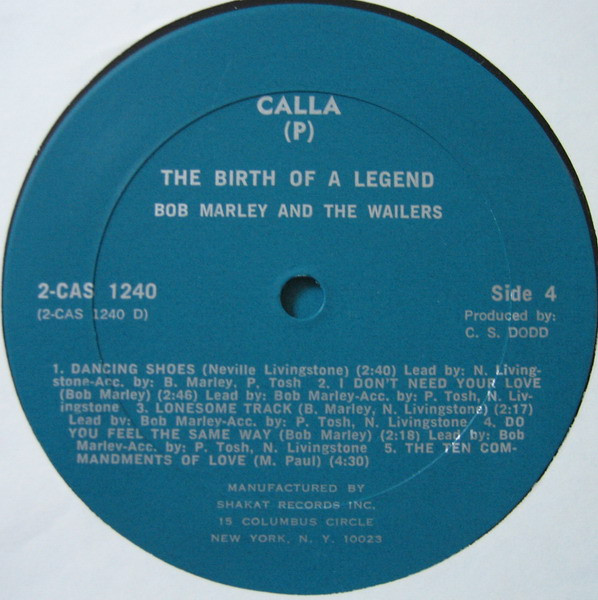 CALLA
(P)
THE BIRTH OF A LEGEND
BOB MARLEY AND THE WAILERS
2-CAS 1240
(2-CAS 1240 D)
Side 4
Produced by:
C. S. DODD
1. DANCING SHOES (Neville Livingstone) (2:40) Lead by: N. Living-
stone-Acc. by: B. Marley, P. Tosh 2. I DON'T NEED YOUR LOVE
(Bob Marley) (2:46) Lead by: Bob Marley-Acc. by: P. Tosh, N. Liv-
ingstone 3. LONESOME TRACK (B. Marley, N. Livingstone) (2:17)
Lead by: Bob Marley-Acc. by: P. Tosh, N. Livingstone 4. DO
YOU FEEL THE SAME WAY (Bob Marley) (2:18) Lead by: Bob
Marley-Acc. by: P. Tosh, N. Livingstone 5. THE TEN COM-
MANDMENTS OF LOVE (M. Paul) (4:30)
MANUFACTURED BY
SHAKAT RECORDS INC.
15 COLUMBUS CIRCLE
NEW YORK, N. Y. 10023